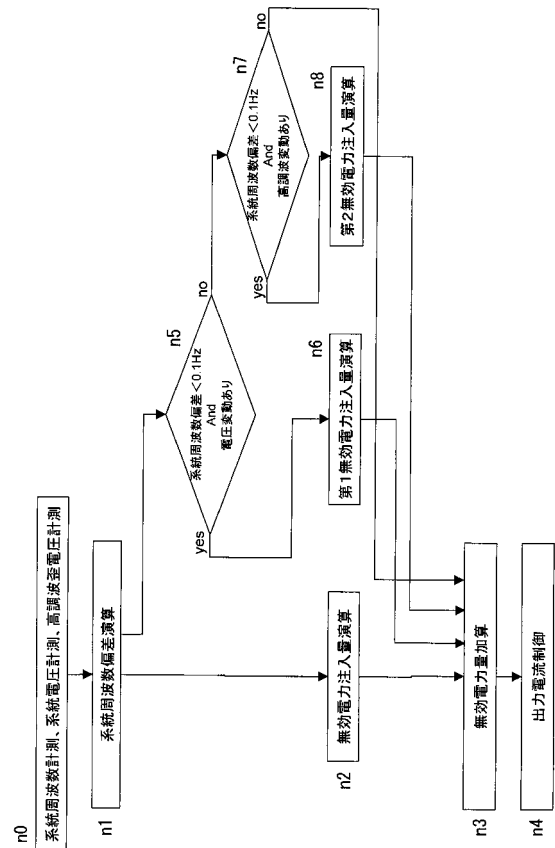 n0
系統周波数計測、系統電圧計測、高調波歪電圧計測
n1
系統周波数偏差演算
n5
系統周波数偏差<0.1Hz
And
電圧変動あり
yes
no
n7
系統周波数偏差<0.1Hz
And
高調波変動あり
yes
no
n2
無効電力注入量演算
n6
第1無効電力注入量演算
n8
第2無効電力注入量演算
n3
無効電力量加算
n4
出力電流制御